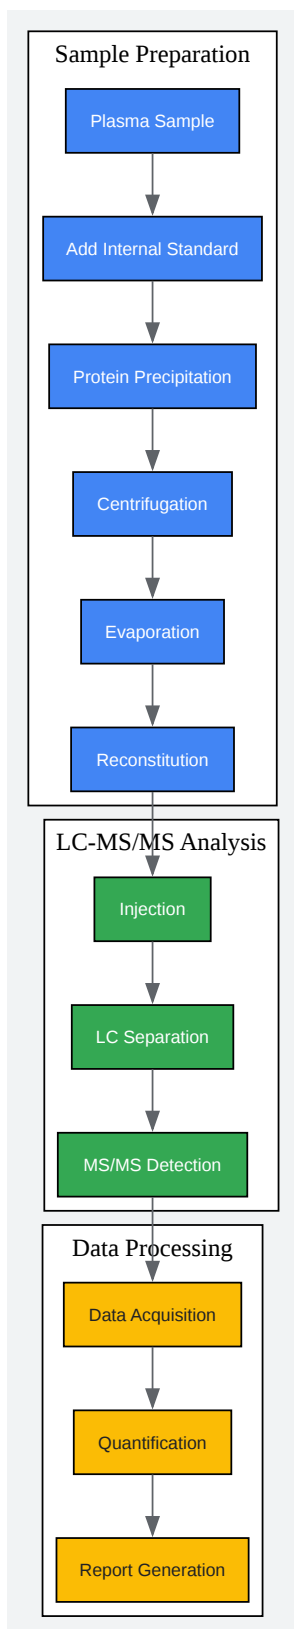 Sample Preparation
Plasma Sample
Add Internal Standard
Protein Precipitation
Centrifugation
Evaporation
Reconstitution
LC-MS/MS Analysis
Injection
LC Separation
MS/MS Detection
Data Processing
Data Acquisition
Quantification
Report Generation